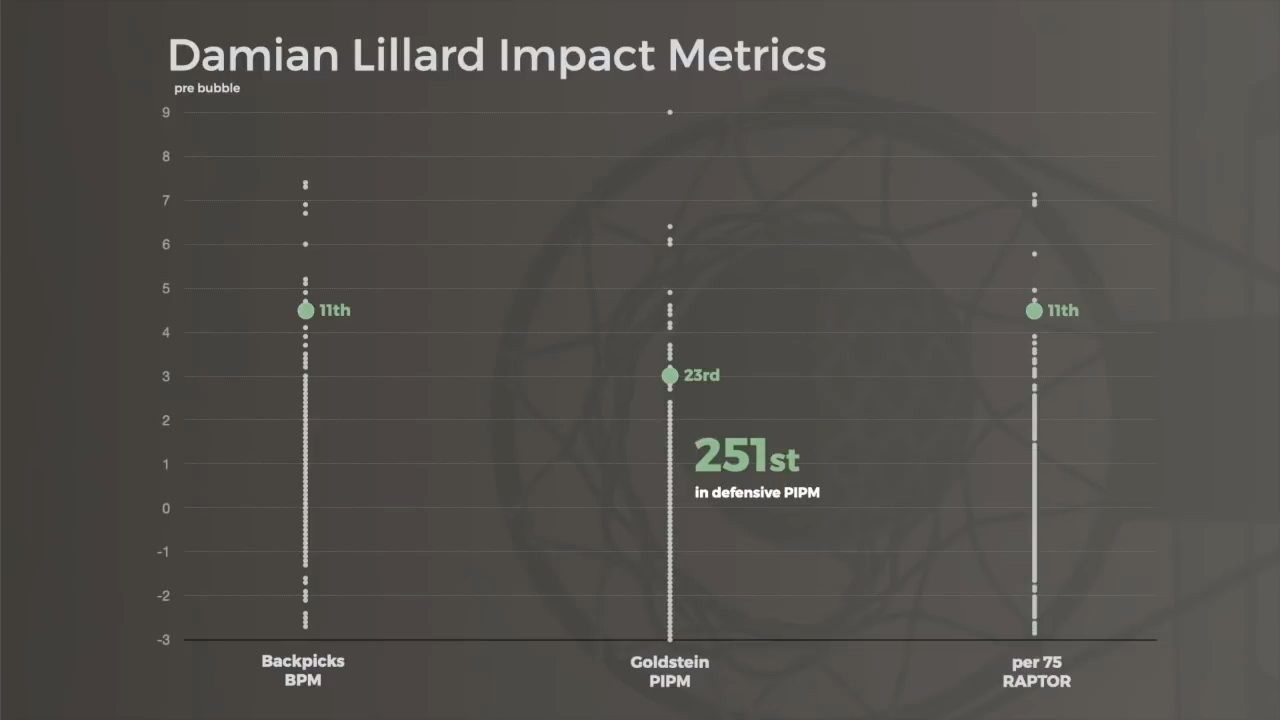 Damian Lillard Impact Metrics
pre bubble
9
8
7
6
5
4
3
2
1
0
-1
-2
-3
11th
23rd
11th
251st
in defensive PIPM
Backpicks
BPM
Goldstein
PIPM
per 75
RAPTOR